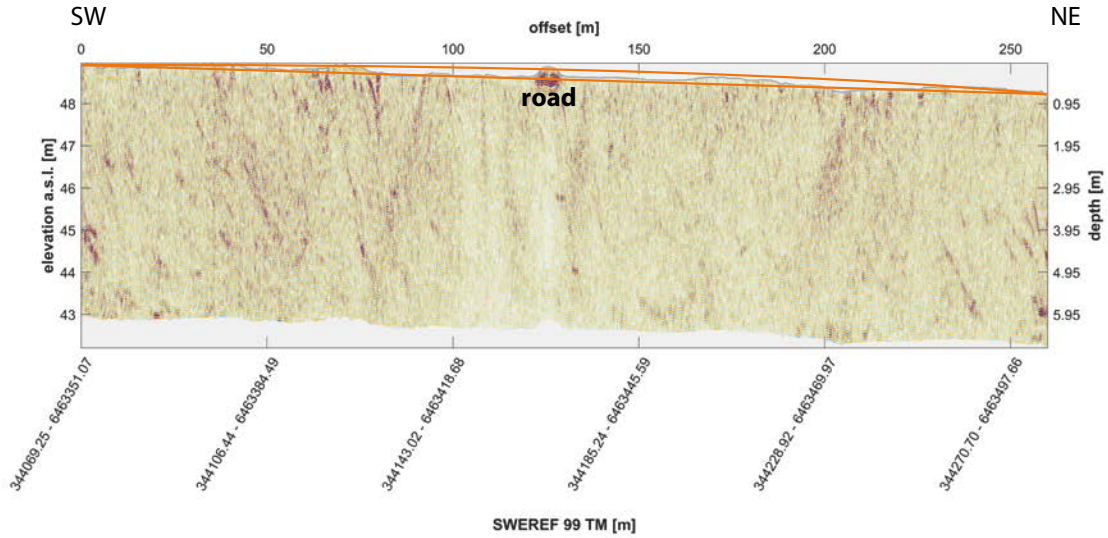 SW
NE
offset [m]
0 50 100 150 200 250
road
elevation a.s.l. [m]
48
47
46
45
44
43
depth [m]
0.95
1.95
2.95
3.95
4.95
5.95
344069.25 - 6463351.07
344106.44 - 6463384.49
344143.02 - 6463418.68
344185.24 - 6463445.59
344228.92 - 6463469.97
344270.70 - 6463497.66
SWEREF 99 TM [m]